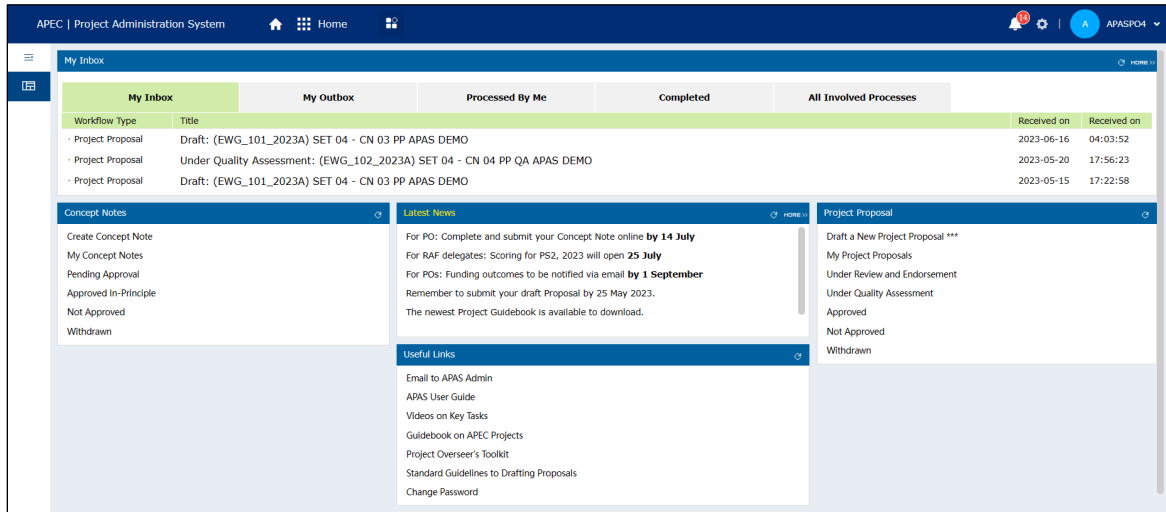 APEC | Project Administration System
Home
14
A
APASPO4
My Inbox
MORE >>
My Inbox
My Outbox
Processed By Me
Completed
All Involved Processes
Workflow Type Title Received on Received on
· Project Proposal Draft: (EWG_101_2023A) SET 04 - CN 03 PP APAS DEMO 2023-06-16 04:03:52
· Project Proposal Under Quality Assessment: (EWG_102_2023A) SET 04 - CN 04 PP QA APAS DEMO 2023-05-20 17:56:23
· Project Proposal Draft: (EWG_101_2023A) SET 04 - CN 03 PP APAS DEMO 2023-05-15 17:22:58
Concept Notes
Create Concept Note
My Concept Notes
Pending Approval
Approved In-Principle
Not Approved
Withdrawn
Latest News
MORE >>
For PO: Complete and submit your Concept Note online by 14 July
For RAF delegates: Scoring for PS2, 2023 will open 25 July
For POs: Funding outcomes to be notified via email by 1 September
Remember to submit your draft Proposal by 25 May 2023.
The newest Project Guidebook is available to download.
Useful Links
Email to APAS Admin
APAS User Guide
Videos on Key Tasks
Guidebook on APEC Projects
Project Overseer's Toolkit
Standard Guidelines to Drafting Proposals
Change Password
Project Proposal
Draft a New Project Proposal ***
My Project Proposals
Under Review and Endorsement
Under Quality Assessment
Approved
Not Approved
Withdrawn